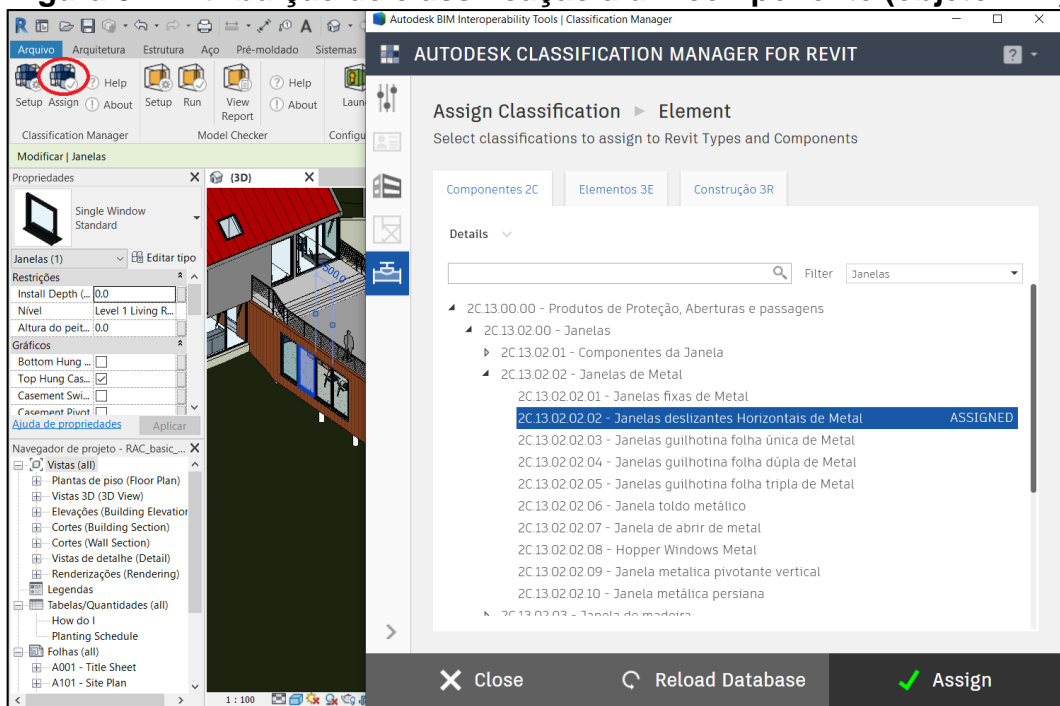 Autodesk BIM Interoperability Tools | Classification Manager
Arquivo Arquitetura Estrutura Aço Pré-moldado Sistemas
Help
About
Setup Assign
Setup Run
View Report
Help
About
Classification Manager
Model Checker
Modificar | Janelas
Propriedades
Single Window
Standard
Janelas (1)
Editar tipo
Restrições
Install Depth (... 0.0
Nível Level 1 Living R...
Altura do peit... 0.0
Gráficos
Bottom Hung ...
Top Hung Cas...
Casement Swi...
Casement Pivot
Ajuda de propriedades
Aplicar
Navegador de projeto - RAC_basic_...
Vistas (all)
Plantas de piso (Floor Plan)
Vistas 3D (3D View)
Elevações (Building Elevation
Cortes (Building Section)
Cortes (Wall Section)
Vistas de detalhe (Detail)
Renderizações (Rendering)
Legendas
Tabelas/Quantidades (all)
How do I
Planting Schedule
Folhas (all)
A001 - Title Sheet
A101 - Site Plan
{3D}
1 : 100
AUTODESK CLASSIFICATION MANAGER FOR REVIT
?
Assign Classification ► Element
Select classifications to assign to Revit Types and Components
Componentes 2C Elementos 3E Construção 3R
Details
Filter Janelas
2C.13.00.00 - Produtos de Proteção, Aberturas e passagens
2C.13.02.00 - Janelas
2C.13.02.01 - Componentes da Janela
2C.13.02.02 - Janelas de Metal
2C.13.02.02.01 - Janelas fixas de Metal
2C.13.02.02.02 - Janelas deslizantes Horizontais de Metal ASSIGNED
2C.13.02.02.03 - Janelas guilhotina folha única de Metal
2C.13.02.02.04 - Janelas guilhotina folha dúpla de Metal
2C.13.02.02.05 - Janelas guilhotina folha tripla de Metal
2C.13.02.02.06 - Janela toldo metálico
2C.13.02.02.07 - Janela de abrir de metal
2C.13.02.02.08 - Hopper Windows Metal
2C.13.02.02.09 - Janela metalica pivotante vertical
2C.13.02.02.10 - Janela metálica persiana
2C.13.02.03 - Janela de madeira
Close
Reload Database
Assign